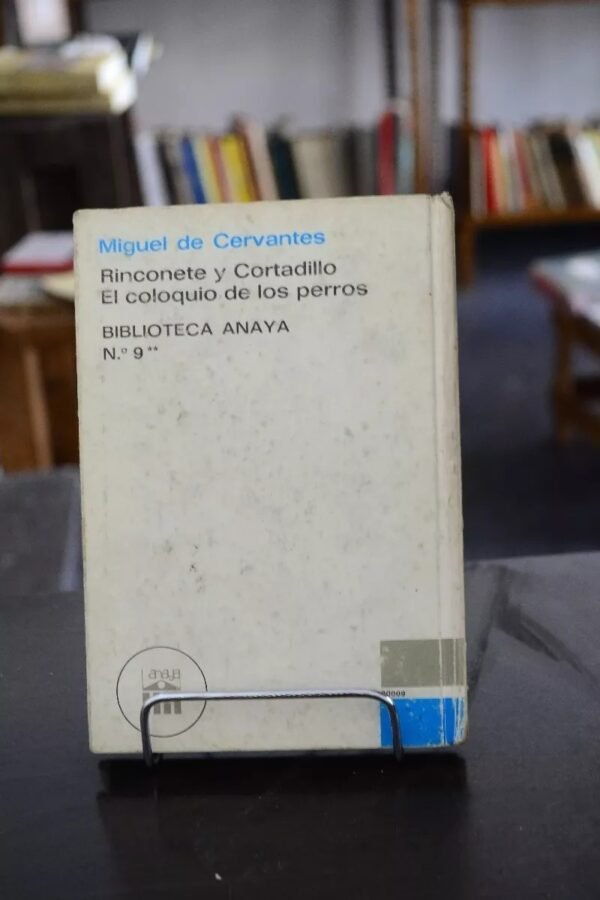 Miguel de Cervantes
Rinconete y Cortadillo
El coloquio de los perros
BIBLIOTECA ANAYA
N.º 9**
anaya